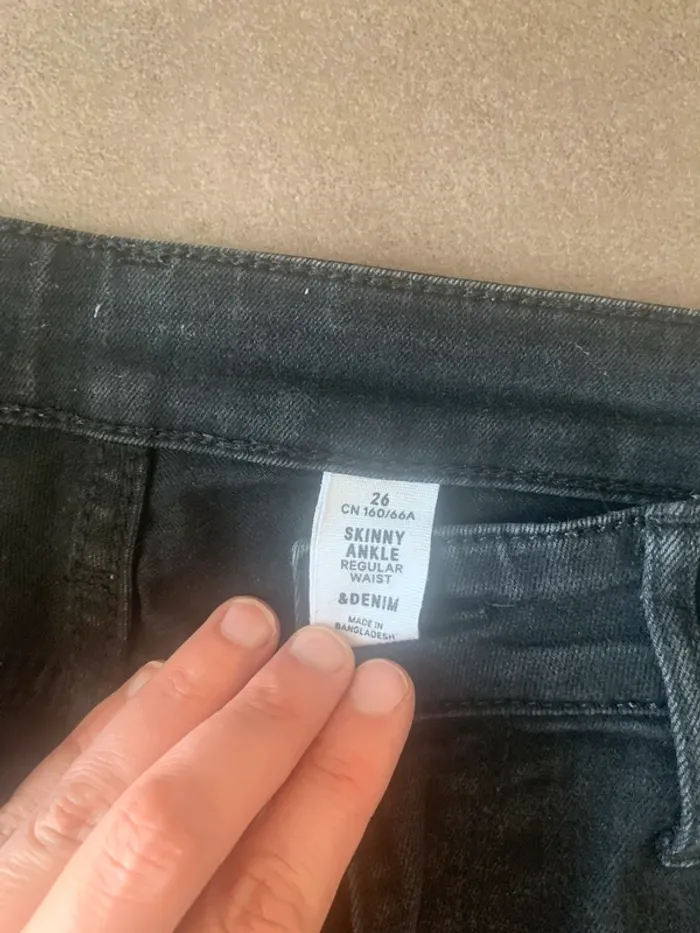 26
CN 160/66A
SKINNY
ANKLE
REGULAR
WAIST
&DENIM
MADE IN
BANGLADESH